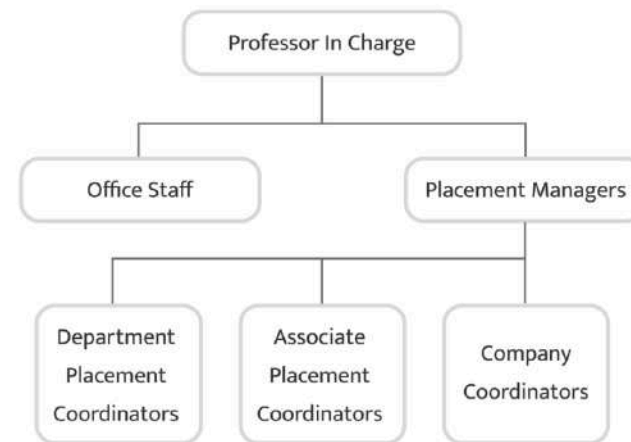 Professor In Charge
Office Staff
Placement Managers
Department
Placement
Coordinators
Associate
Placement
Coordinators
Company
Coordinators